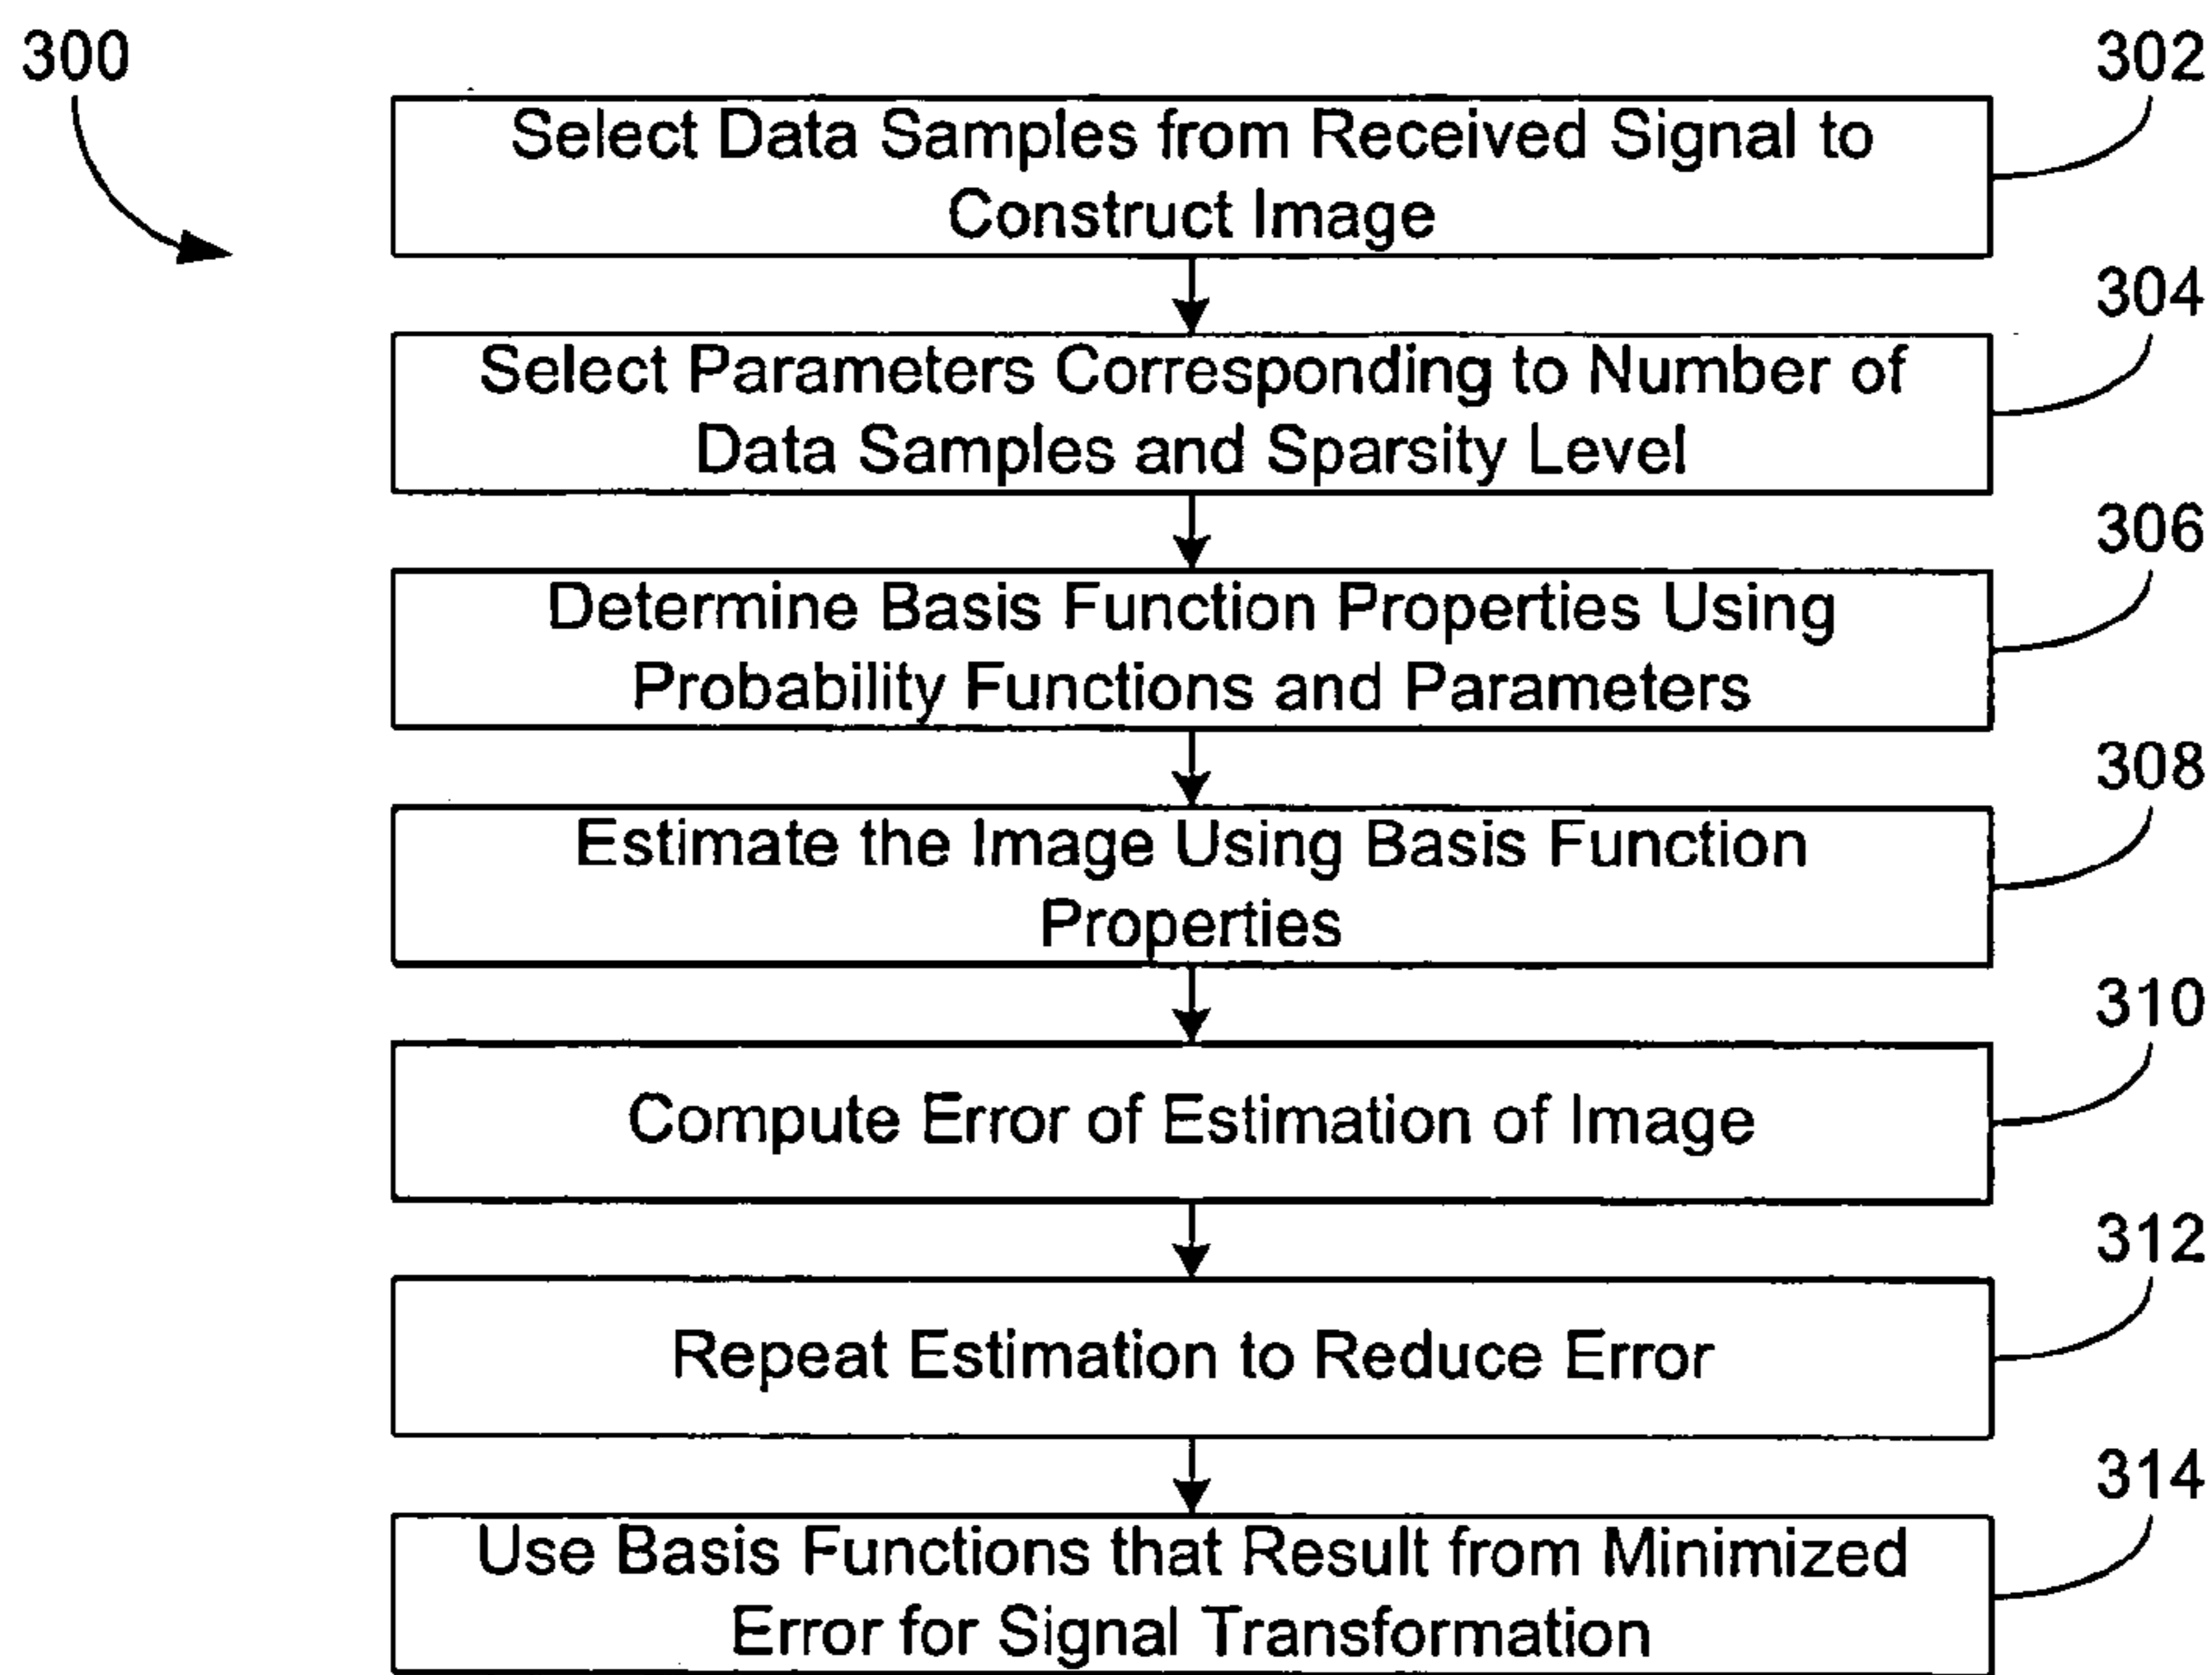 300
302
Select Data Samples from Received Signal to
Construct Image
304
Select Parameters Corresponding to Number of
Data Samples and Sparsity Level
306
Determine Basis Function Properties Using
Probability Functions and Parameters
308
Estimate the Image Using Basis Function
Properties
310
Compute Error of Estimation of Image
312
Repeat Estimation to Reduce Error
314
Use Basis Functions that Result from Minimized
Error for Signal Transformation